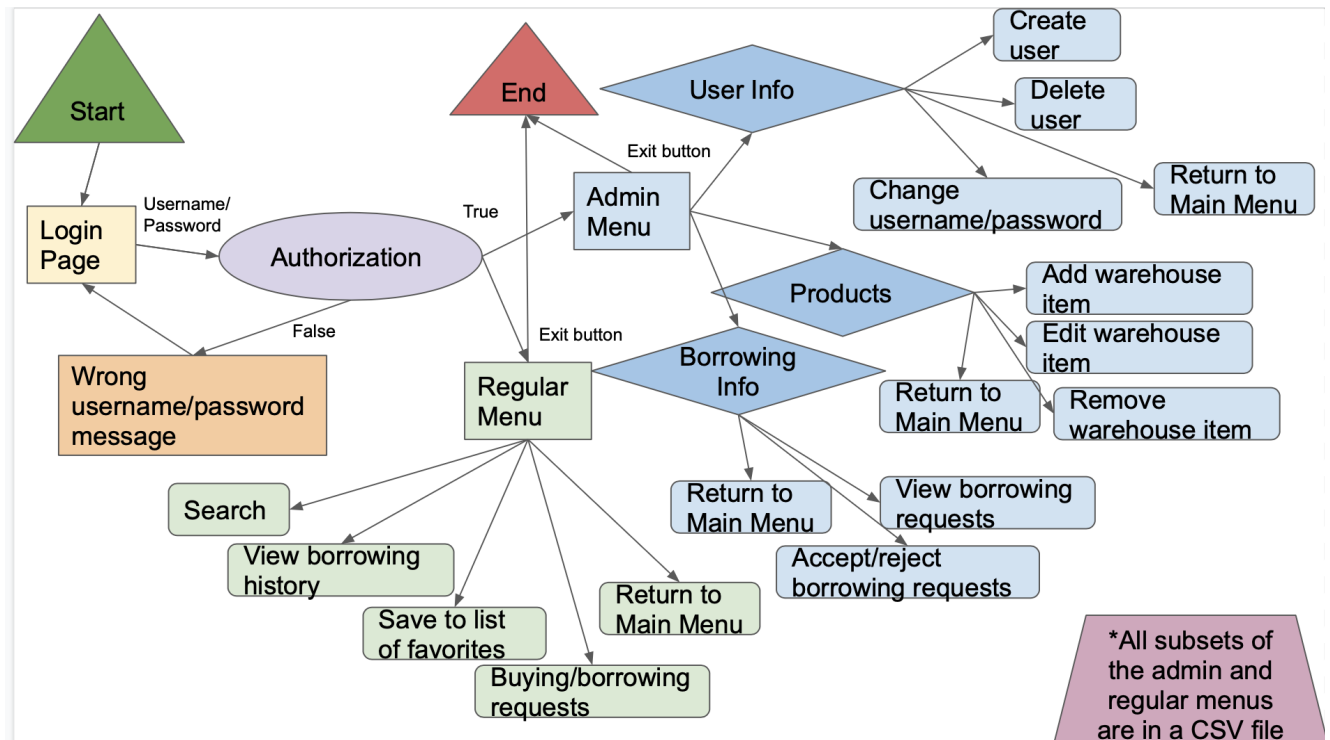 Start
End
User Info
Create
user
Delete
user
Return to
Main Menu
Change
username/password
Exit button
Admin
Menu
Username/
Password
True
Login
Page
Authorization
False
Exit button
Products
Add warehouse
item
Edit warehouse
item
Return to
Main Menu
Remove
warehouse item
Wrong
username/password
message
Regular
Menu
Borrowing
Info
Return to
Main Menu
View borrowing
requests
Accept/reject
borrowing requests
Search
View borrowing
history
Save to list
of favorites
Buying/borrowing
requests
Return to
Main Menu
*All subsets of
the admin and
regular menus
are in a CSV file